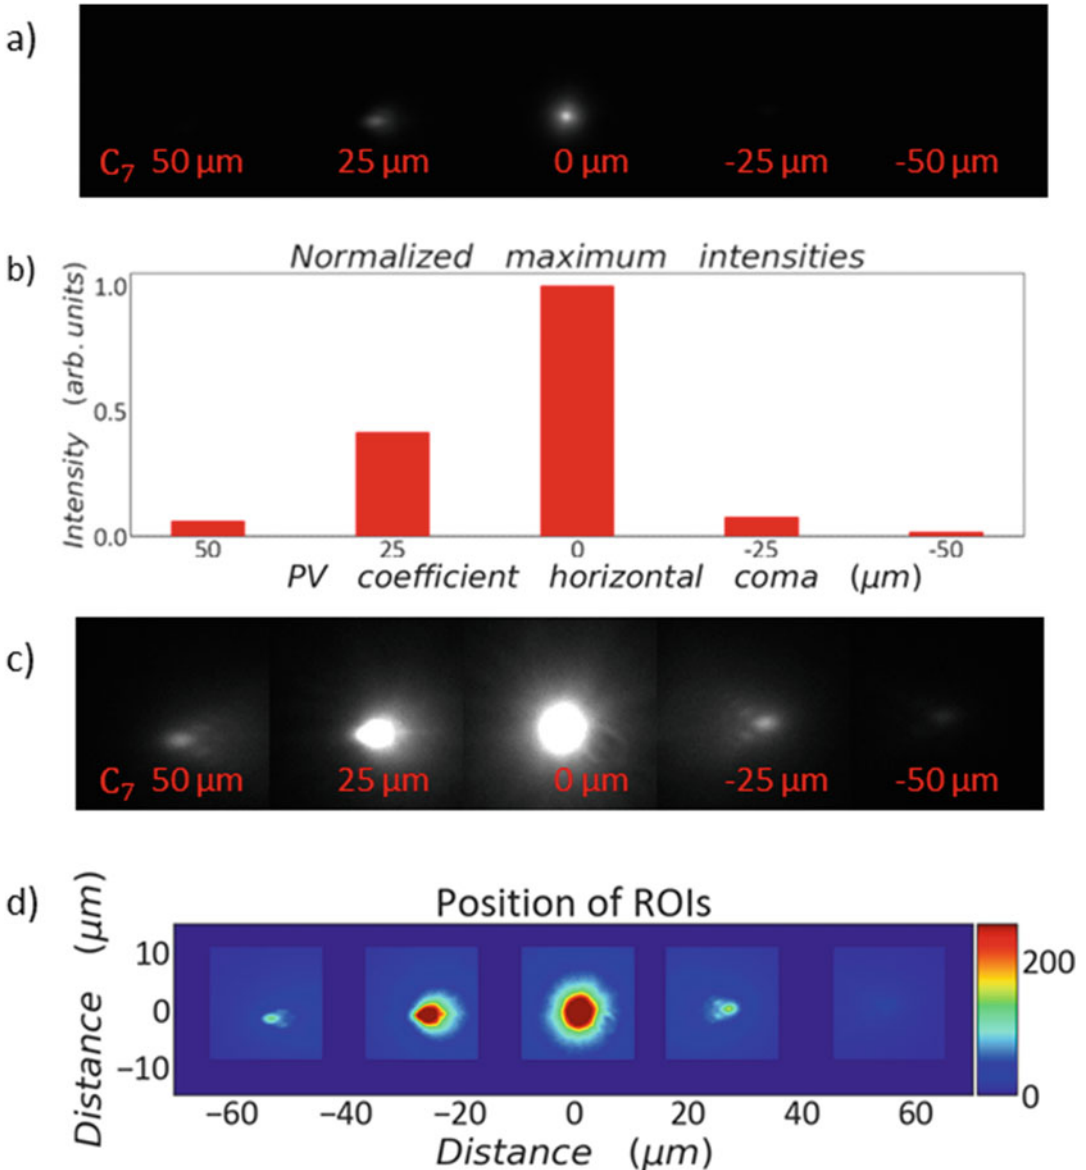 a)
C₇ 50 µm 25 µm 0 µm -25 µm -50 µm
b)
Normalized maximum intensities
Intensity (arb. units)
1.0
0.5
0.0
50 25 0 -25 -50
PV coefficient horizontal coma (µm)
c)
C₇ 50 µm 25 µm 0 µm -25 µm -50 µm
d)
Position of ROIs
Distance (µm)
10
0
−10
200
0
−60 −40 −20 0 20 40 60
Distance (µm)